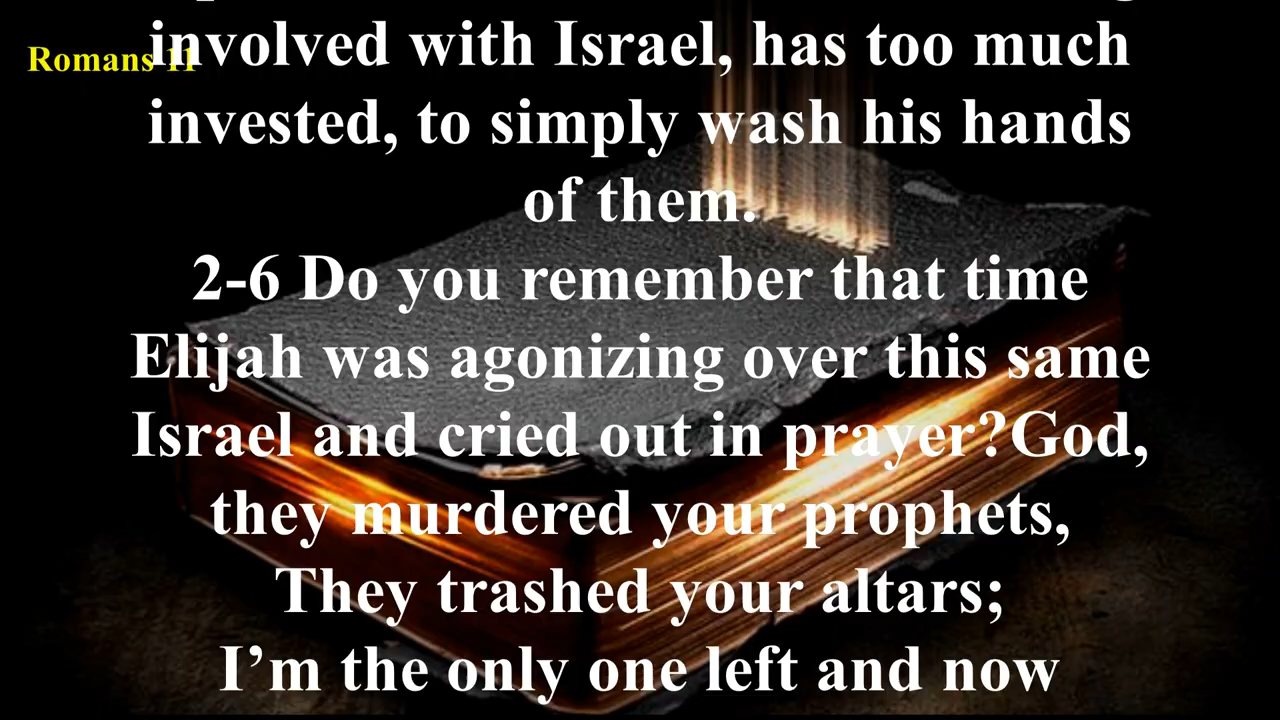 Romans 11
involved with Israel, has too much
invested, to simply wash his hands
of them.
2-6 Do you remember that time
Elijah was agonizing over this same
Israel and cried out in prayer?God,
they murdered your prophets,
They trashed your altars;
I’m the only one left and now